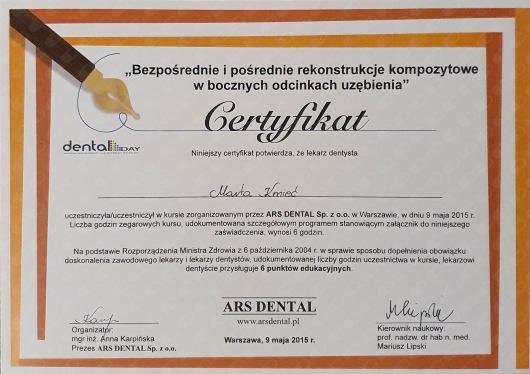 „Bezpośrednie i pośrednie rekonstrukcje kompozytowe
w bocznych odcinkach uzębienia”
Certyfikat
dental DAY
Niniejszy certyfikat potwierdza, że lekarz dentysta
Marta Kmieć
uczestniczyła/uczestniczył w kursie zorganizowanym przez ARS DENTAL Sp. z o.o. w Warszawie, w dniu 9 maja 2015 r.
Liczba godzin zegarowych kursu, udokumentowana szczegółowym programem stanowiącym załącznik do niniejszego
zaświadczenia, wynosi 6 godzin.
Na podstawie Rozporządzenia Ministra Zdrowia z 6 października 2004 r. w sprawie sposobu dopełnienia obowiązku
doskonalenia zawodowego lekarzy i lekarzy dentystów, udokumentowanej liczby godzin uczestnictwa w kursie, lekarzowi
dentyście przysługuje 6 punktów edukacyjnych.
ARS DENTAL
www.arsdental.pl
Warszawa, 9 maja 2015 r.
Organizator:
mgr inż. Anna Karpińska
Prezes ARS DENTAL Sp. z o.o.
Kierownik naukowy:
prof. nadzw. dr hab n. med.
Mariusz Lipski